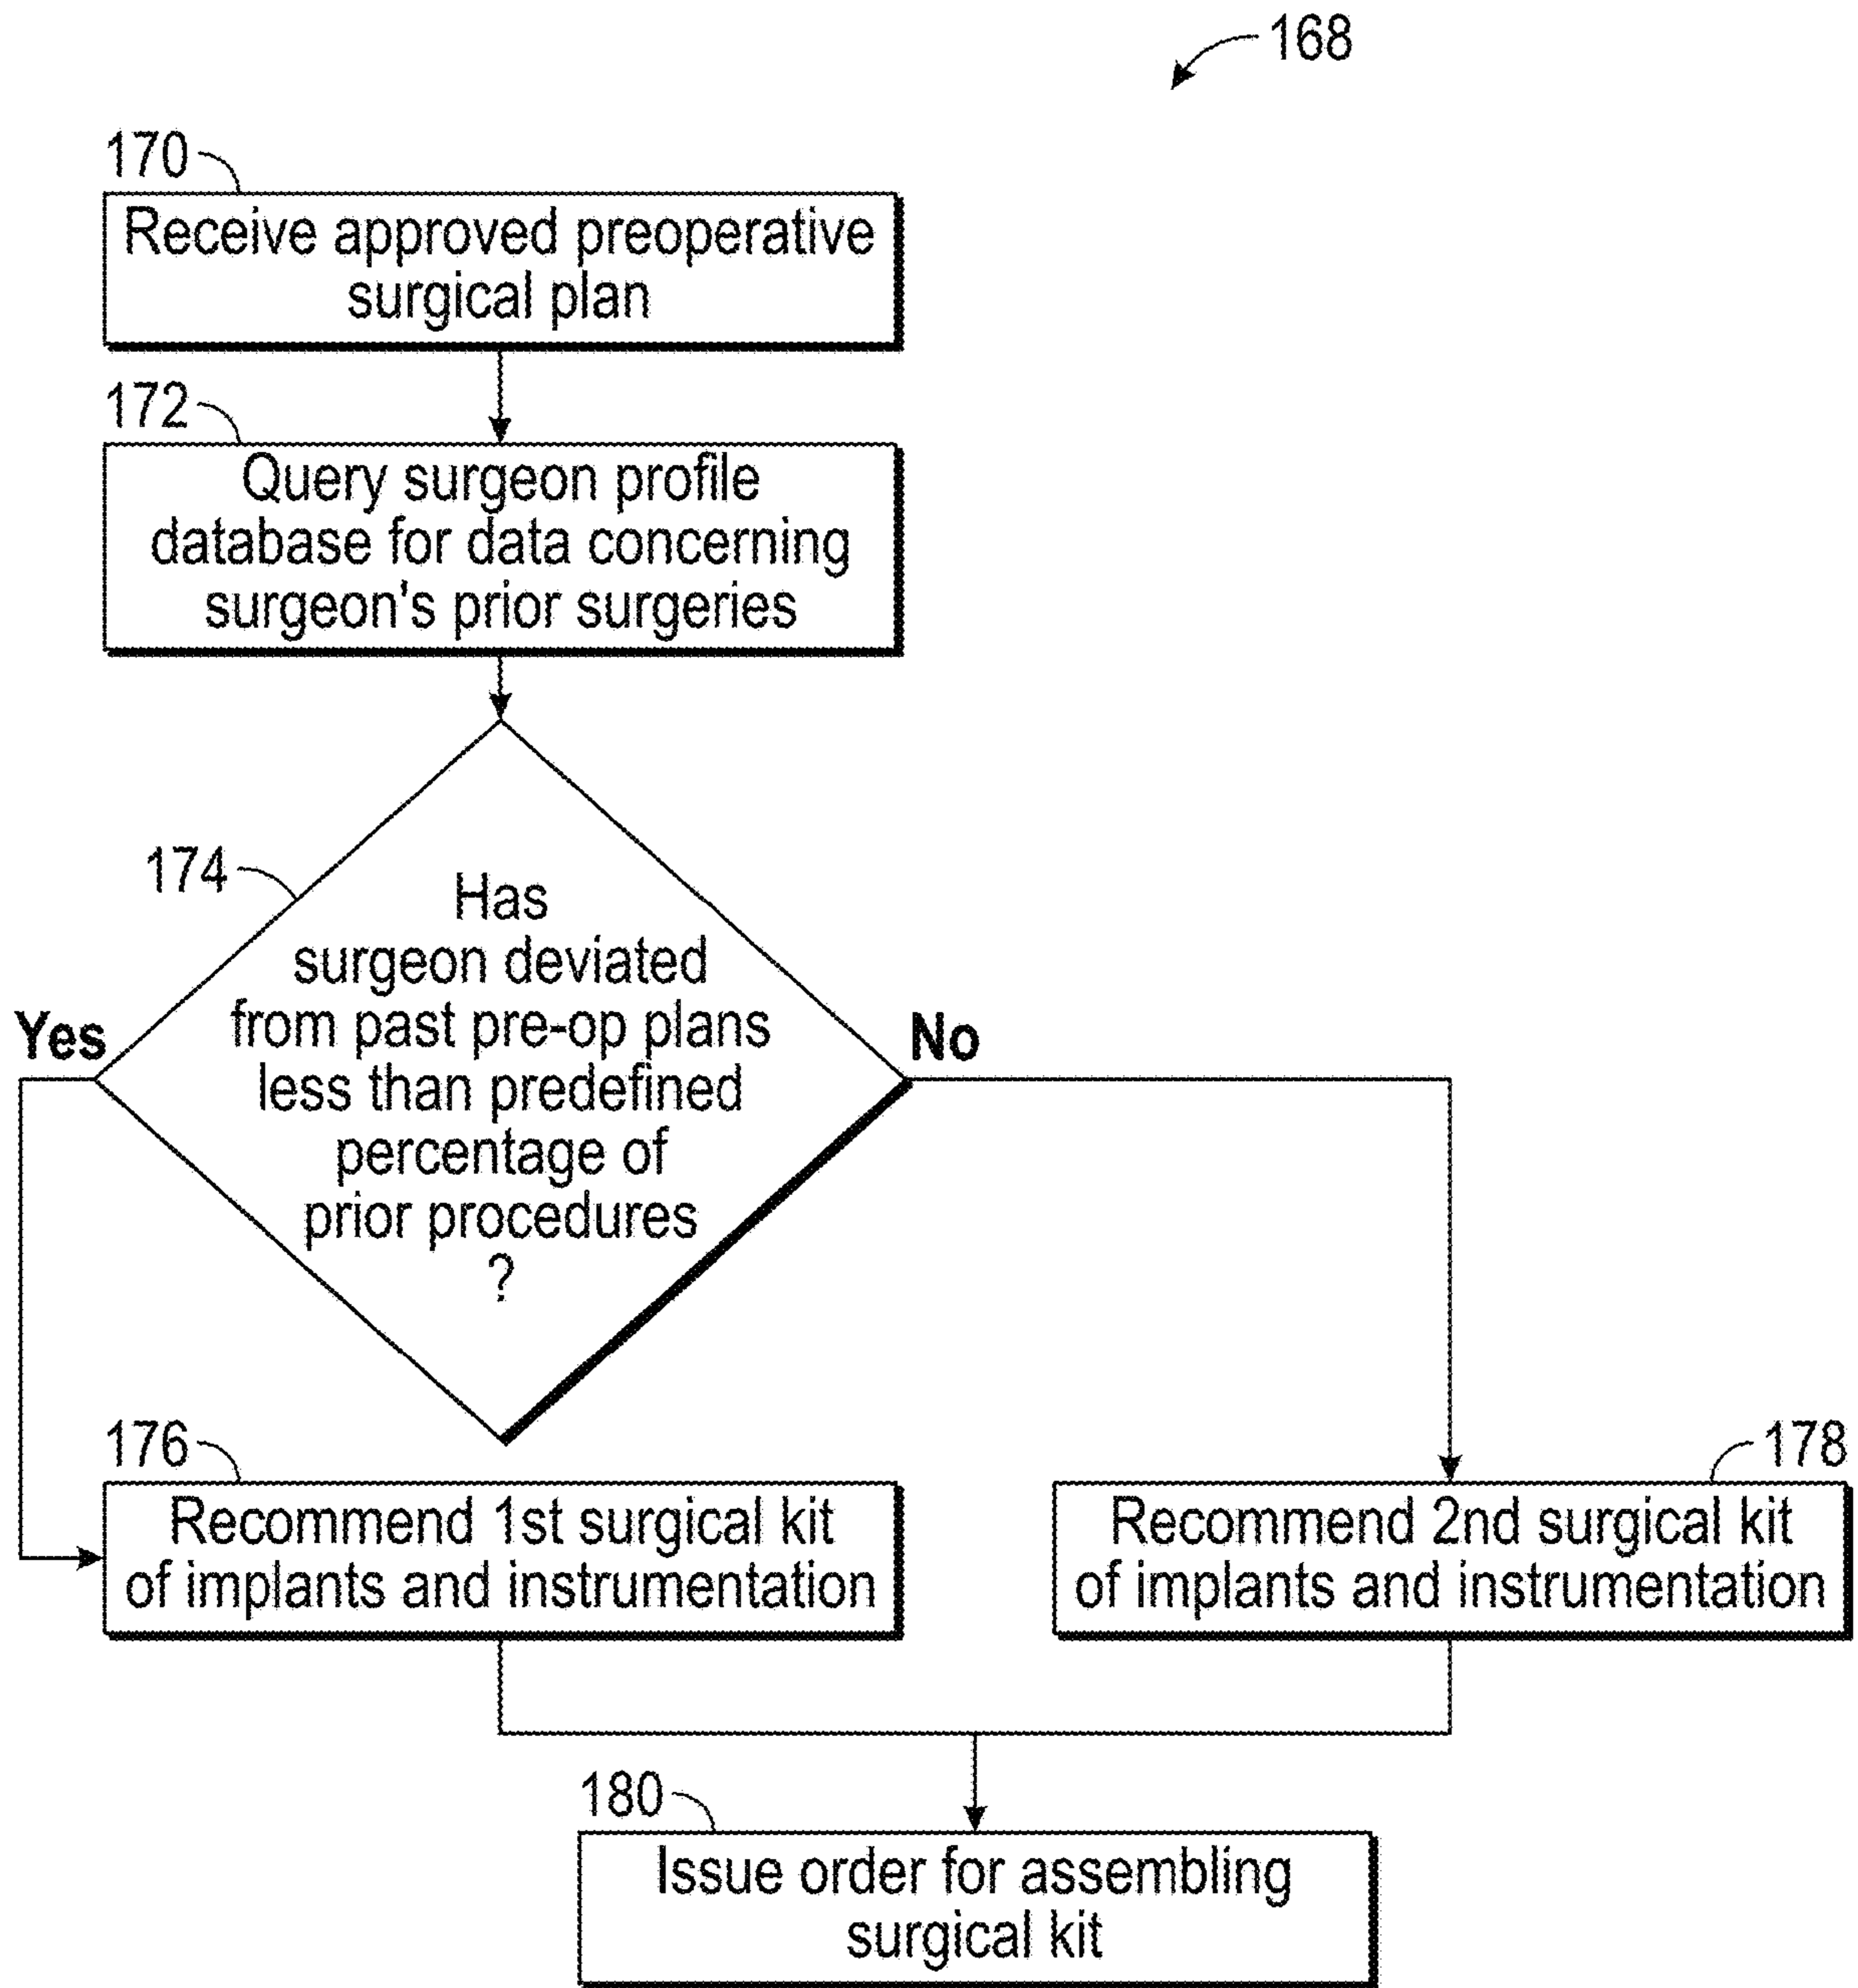 168
170
Receive approved preoperative
surgical plan
172
Query surgeon profile
database for data concerning
surgeon's prior surgeries
174
Has
surgeon deviated
from past pre-op plans
less than predefined
percentage of
prior procedures
?
Yes
No
176
Recommend 1st surgical kit
of implants and instrumentation
178
Recommend 2nd surgical kit
of implants and instrumentation
180
Issue order for assembling
surgical kit